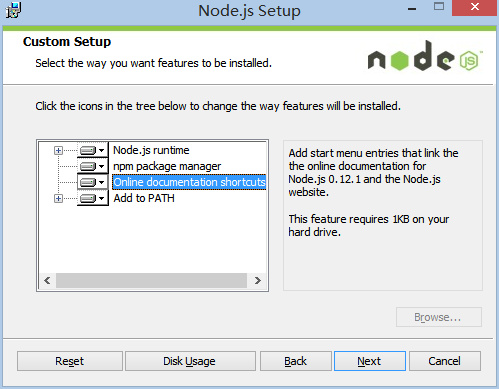 Node.js Setup
Custom Setup
Select the way you want features to be installed.
node
JS
Click the icons in the tree below to change the way features will be installed.
Node.js runtime
npm package manager
Online documentation shortcuts
Add to PATH
Add start menu entries that link the
the online documentation for
Node.js 0.12.1 and the Node.js
website.
This feature requires 1KB on your
hard drive.
Browse...
Reset
Disk Usage
Back
Next
Cancel